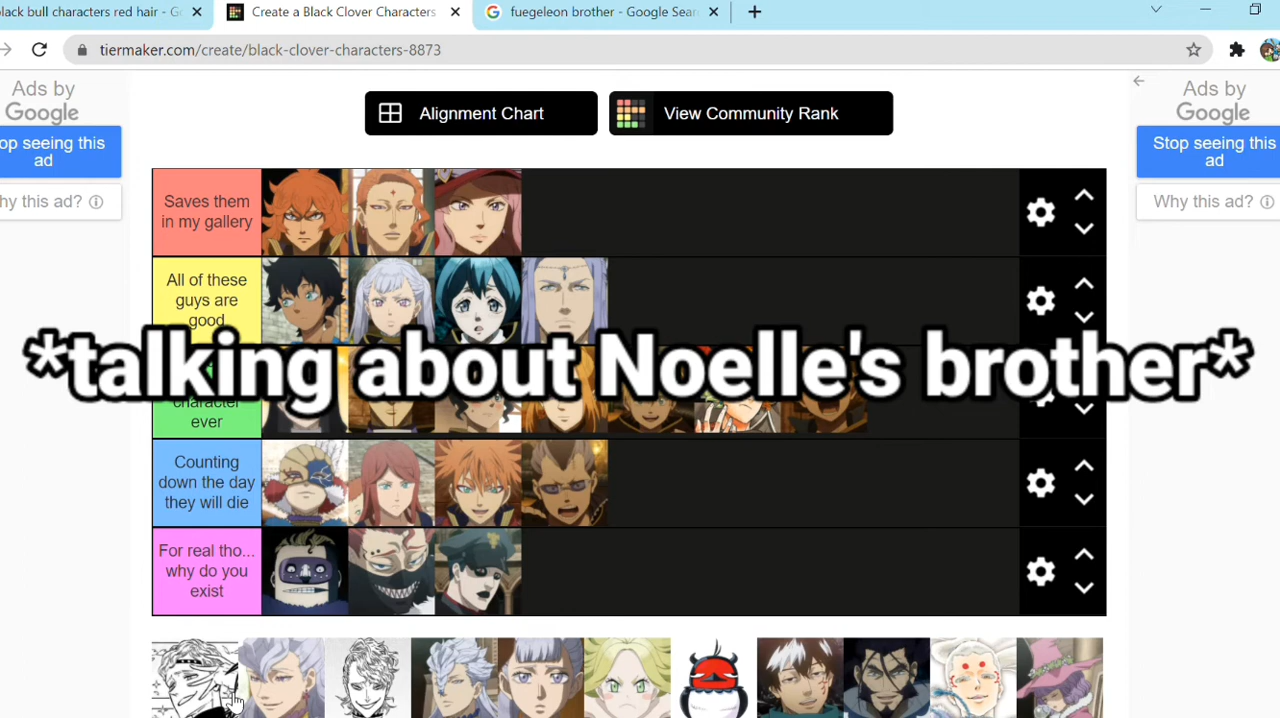 lack bull characters red hair - G
Create a Black Clover Characters
fuegeleon brother - Google Sear
tiermaker.com/create/black-clover-characters-8873
Ads by
Google
op seeing this
ad
hy this ad?
Alignment Chart
View Community Rank
Ads by
Google
Stop seeing this
ad
Why this ad?
Saves them
in my gallery
All of these
guys are
good
*talking about Noelle's brother*
character
ever
Counting
down the day
they will die
For real tho...
why do you
exist